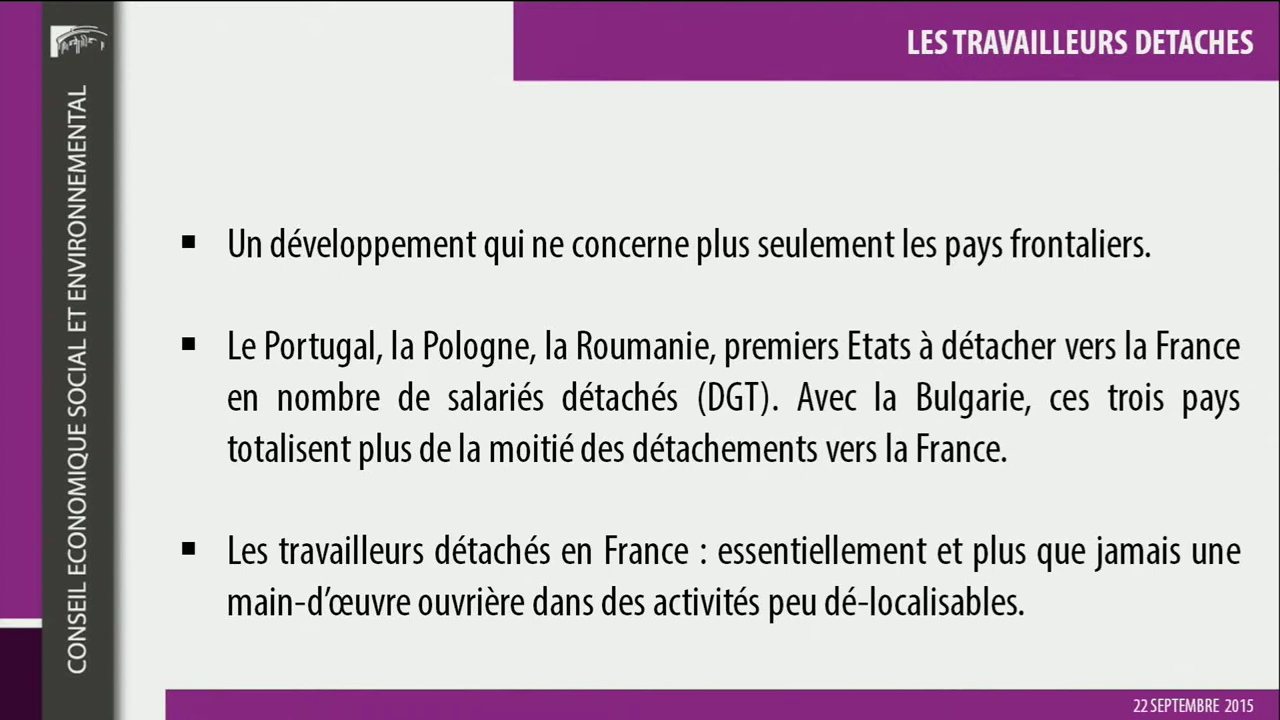 LES TRAVAILLEURS DETACHES
CONSEIL ECONOMIQUE SOCIAL ET ENVIRONNEMENTAL
▪ Un développement qui ne concerne plus seulement les pays frontaliers.
▪ Le Portugal, la Pologne, la Roumanie, premiers Etats à détacher vers la France
en nombre de salariés détachés (DGT). Avec la Bulgarie, ces trois pays
totalisent plus de la moitié des détachements vers la France.
▪ Les travailleurs détachés en France : essentiellement et plus que jamais une
main-d’œuvre ouvrière dans des activités peu dé-localisables.
22 SEPTEMBRE 2015